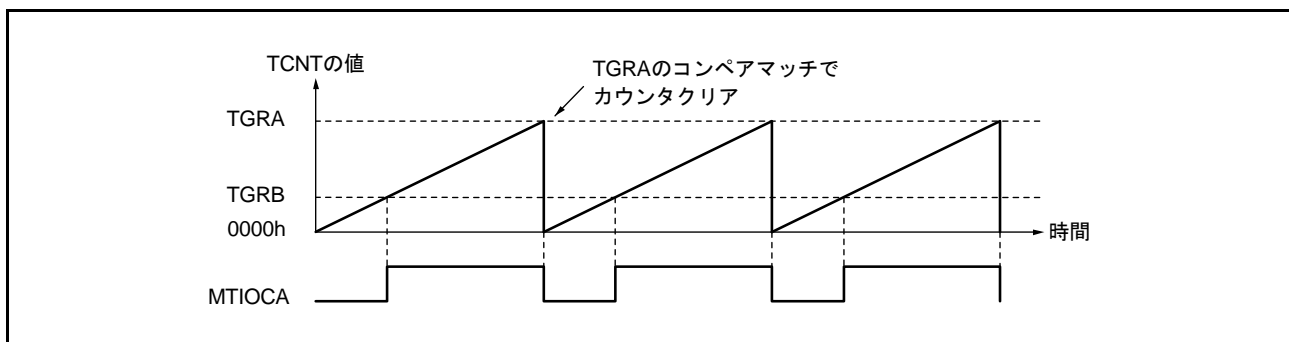 TCNTの値
TGRAのコンペアマッチで
カウンタクリア
TGRA
TGRB
0000h
時間
MTIOCA